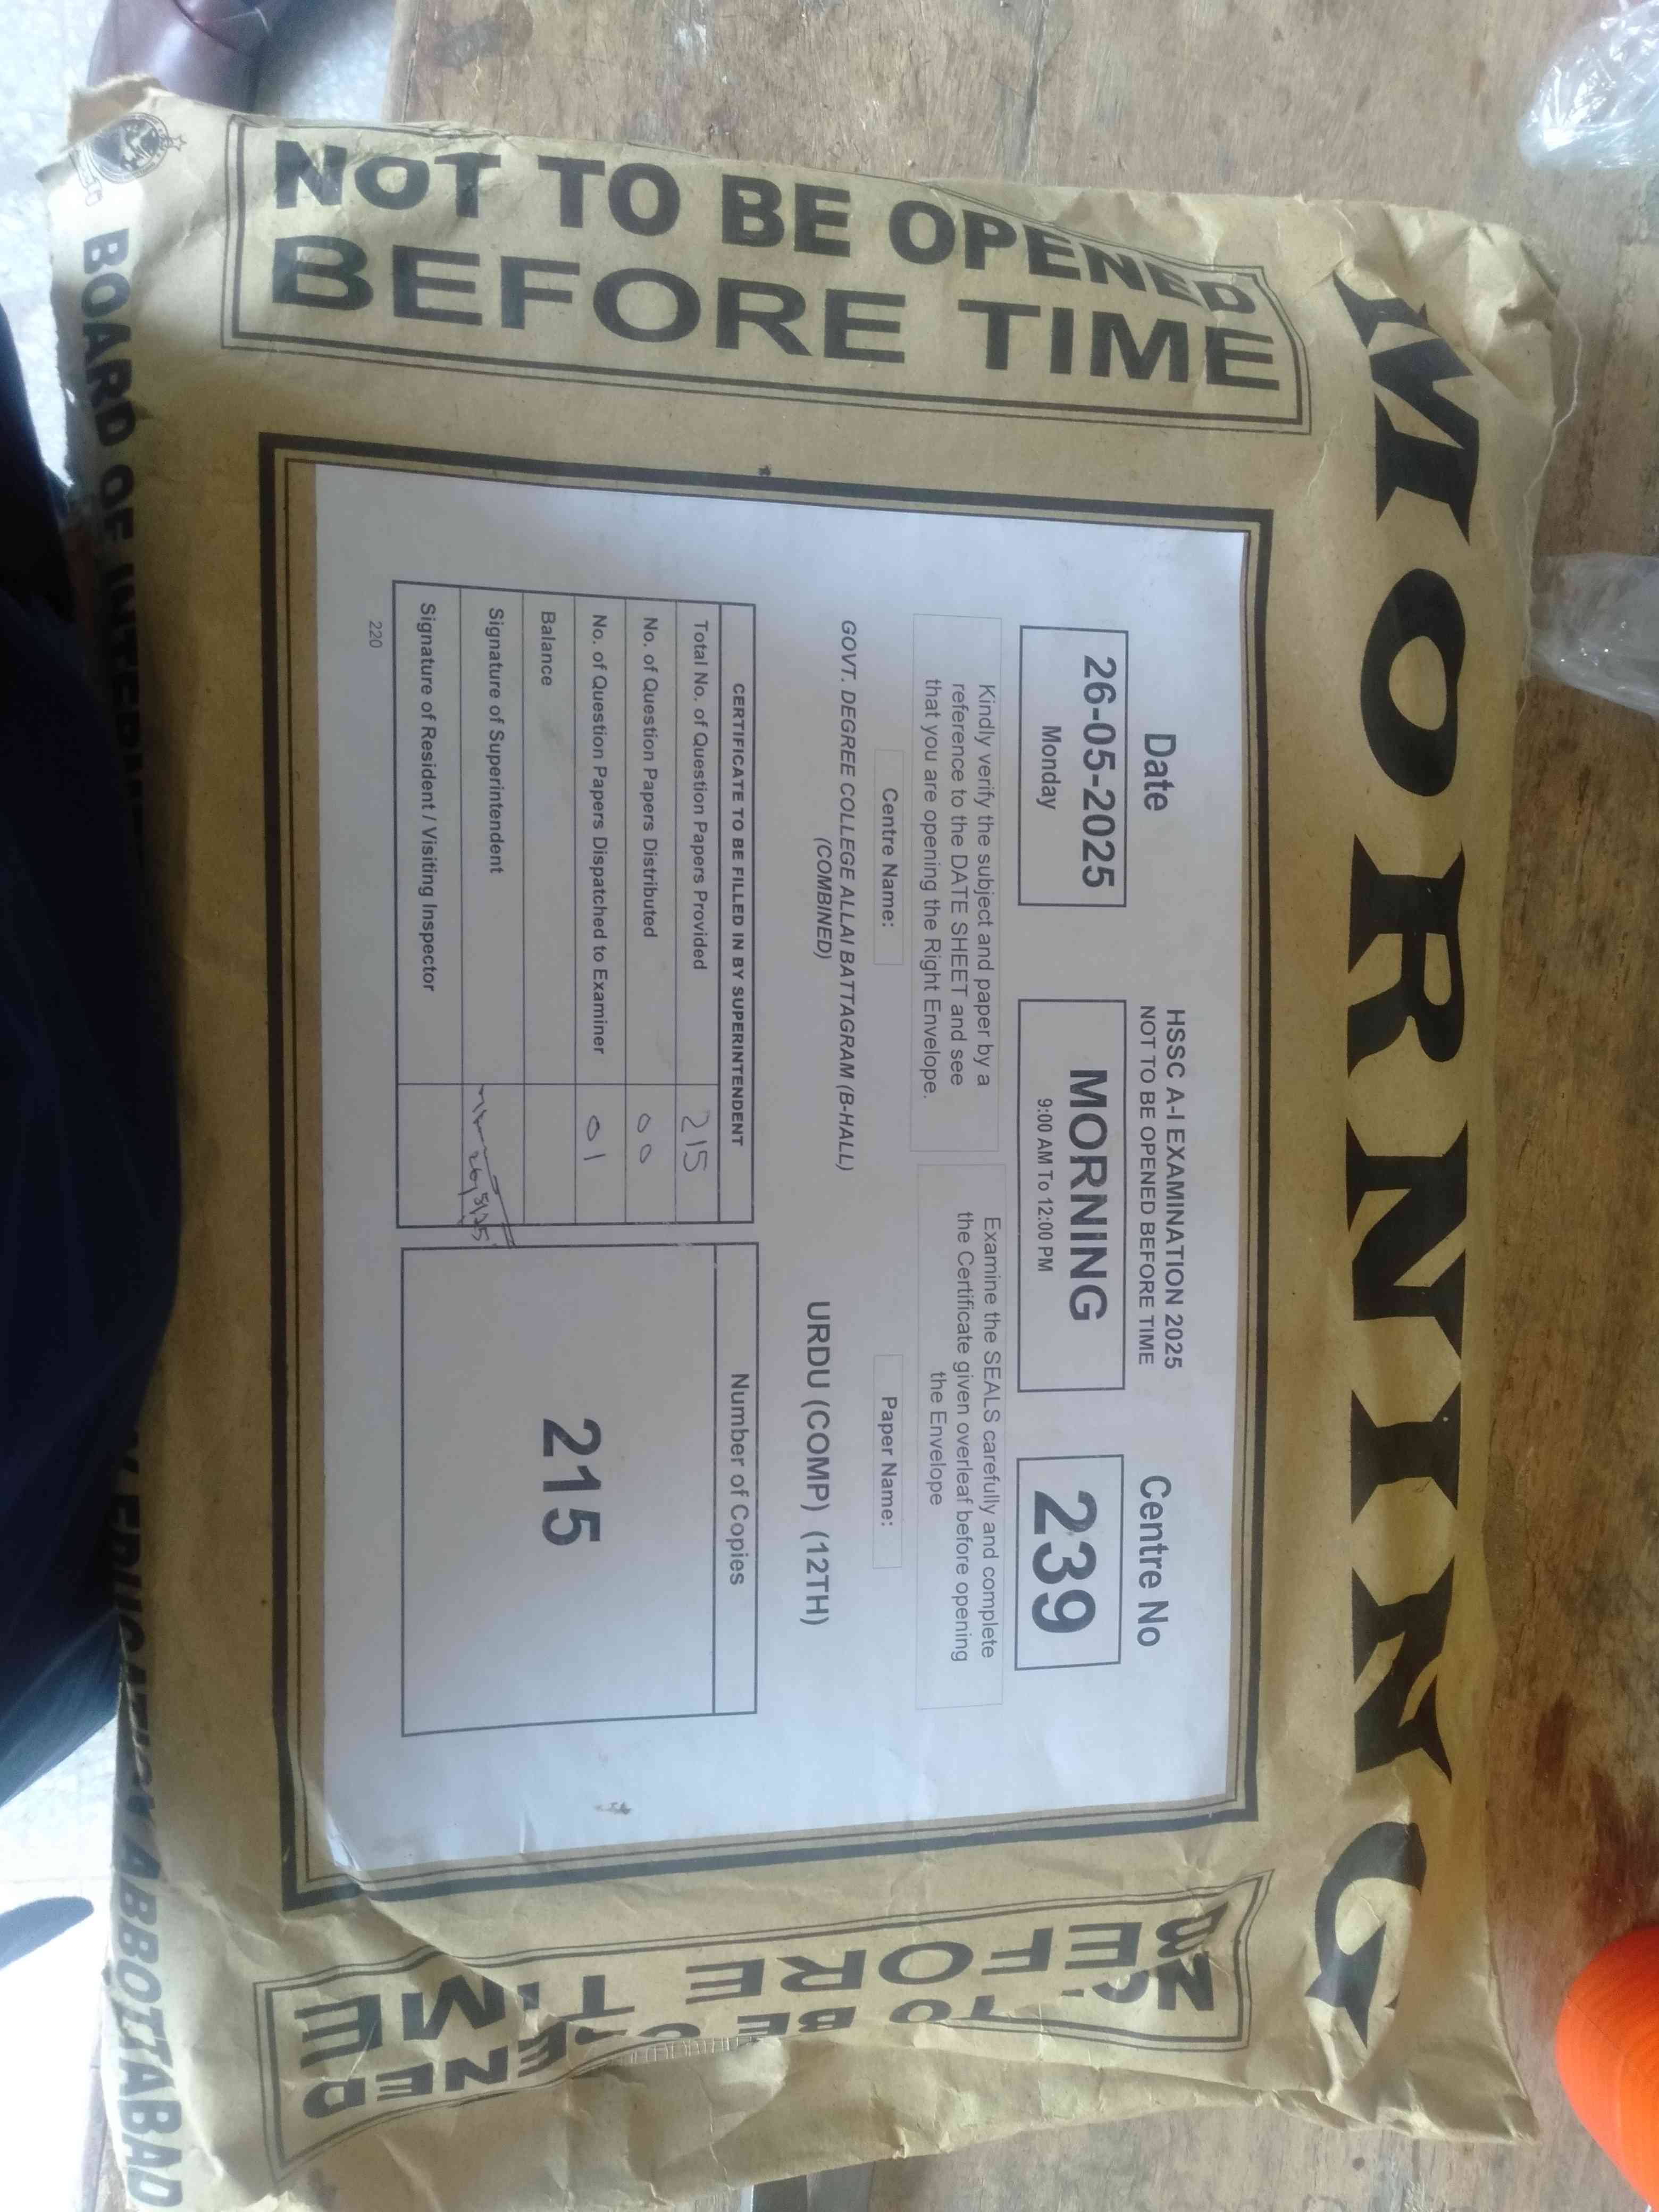 MORNING
NOT TO BE OPENED
BEFORE TIME
HSSC A-I EXAMINATION 2025
NOT TO BE OPENED BEFORE TIME
Date
26-05-2025
Monday
MORNING
9:00 AM To 12:00 PM
Centre No
239
Kindly verify the subject and paper by a
reference to the DATE SHEET and see
that you are opening the Right Envelope.
Examine the SEALS carefully and complete
the Certificate given overleaf before opening
the Envelope
Centre Name:
GOVT. DEGREE COLLEGE ALLAI BATTAGRAM (B-HALL)
(COMBINED)
Paper Name:
URDU (COMP) (12TH)
CERTIFICATE TO BE FILLED IN BY SUPERINTENDENT
Total No. of Question Papers Provided 215
No. of Question Papers Distributed 00
No. of Question Papers Dispatched to Examiner 01
Balance
Signature of Superintendent 26/5/25
Signature of Resident / Visiting Inspector
220
Number of Copies
215
TO BE ENED
BEFORE TIME
BOARD OF ABBOTTABAD